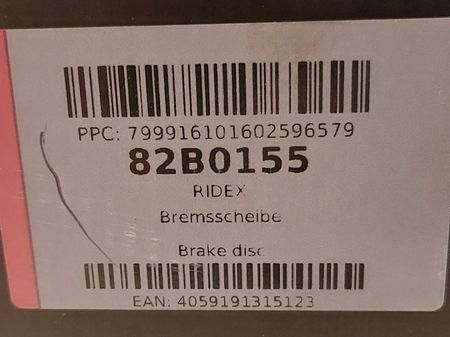 PPC: 799916101602596579
82B0155
RIDEX
Bremsscheibe
Brake disc
EAN: 4059191315123